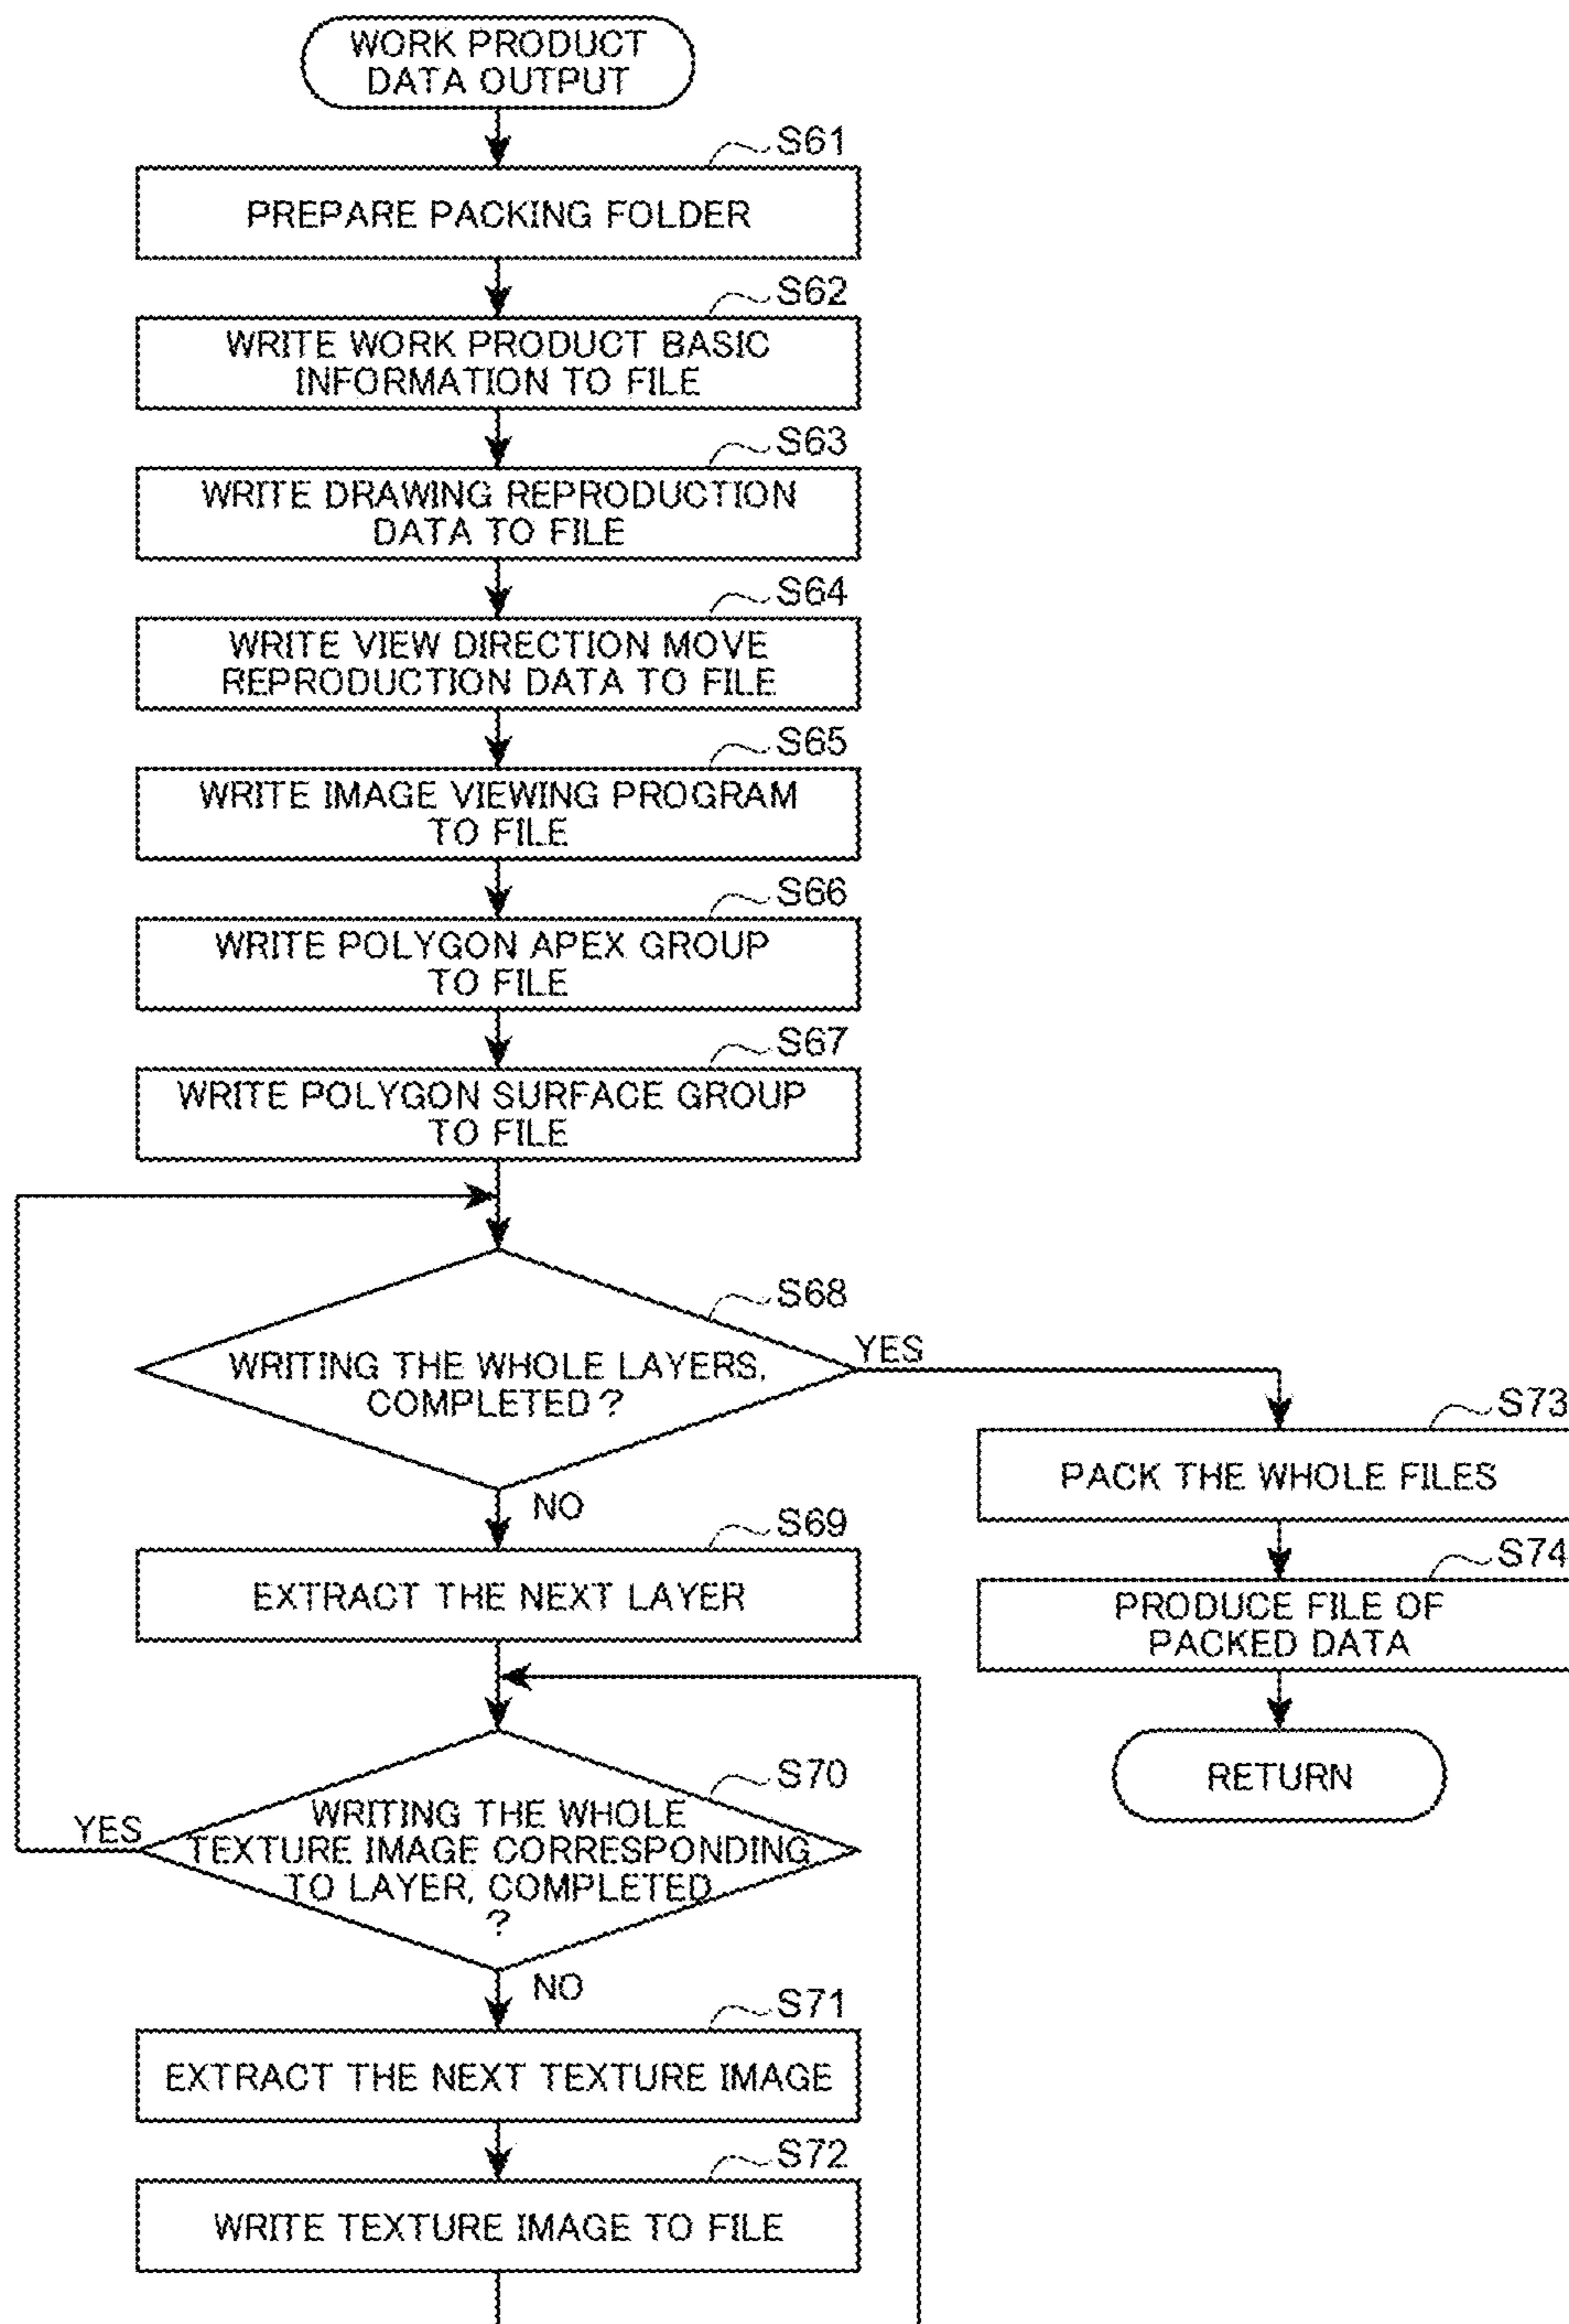 WORK PRODUCT
DATA OUTPUT
S61
PREPARE PACKING FOLDER
S62
WRITE WORK PRODUCT BASIC
INFORMATION TO FILE
S63
WRITE DRAWING REPRODUCTION
DATA TO FILE
S64
WRITE VIEW DIRECTION MOVE
REPRODUCTION DATA TO FILE
S65
WRITE IMAGE VIEWING PROGRAM
TO FILE
S66
WRITE POLYGON APEX GROUP
TO FILE
S67
WRITE POLYGON SURFACE GROUP
TO FILE
S68
WRITING THE WHOLE LAYERS,
COMPLETED ?
YES
NO
S69
EXTRACT THE NEXT LAYER
S70
WRITING THE WHOLE
TEXTURE IMAGE CORRESPONDING
TO LAYER, COMPLETED
?
YES
NO
S71
EXTRACT THE NEXT TEXTURE IMAGE
S72
WRITE TEXTURE IMAGE TO FILE
S73
PACK THE WHOLE FILES
S74
PRODUCE FILE OF
PACKED DATA
RETURN